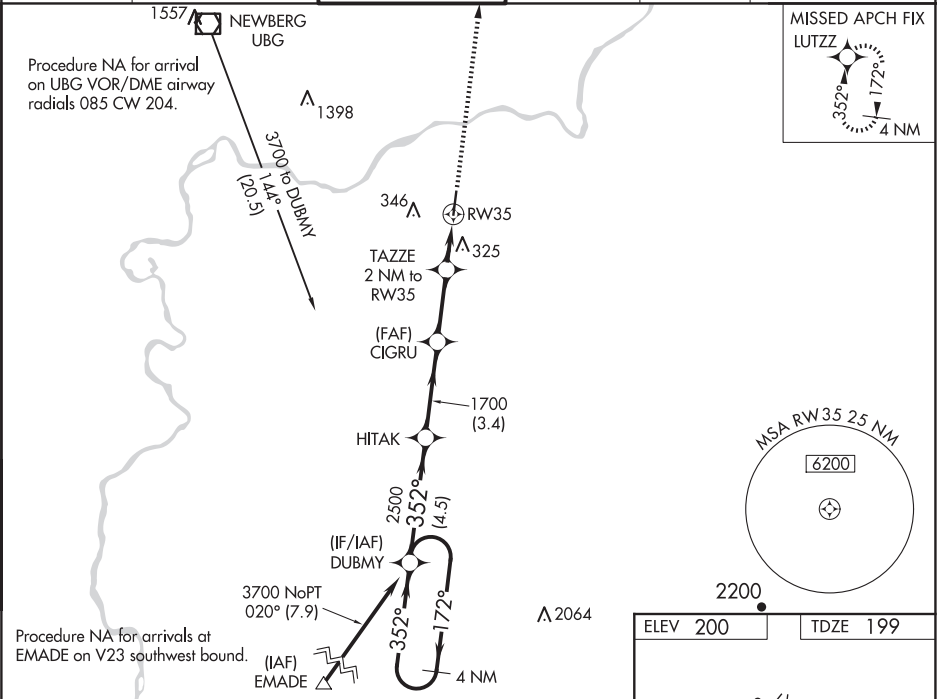 1557
NEWBERG
UBG
Procedure NA for arrival
on UBG VOR/DME airway
radials 085 CW 204.
1398
3700 to DUBMY
144°
(20.5)
MISSED APCH FIX
LUTZZ
352°
172°
4 NM
346
RW35
325
TAZZE
2 NM to
RW35
(FAF)
CIGRU
1700
(3.4)
HITAK
2500
352°
(4.5)
(IF/IAF)
DUBMY
3700 NoPT
020° (7.9)
352°
172°
4 NM
(IAF)
EMADE
Procedure NA for arrivals at
EMADE on V23 southwest bound.
2064
MSA RW35 25 NM
6200
2200
ELEV 200
TDZE 199